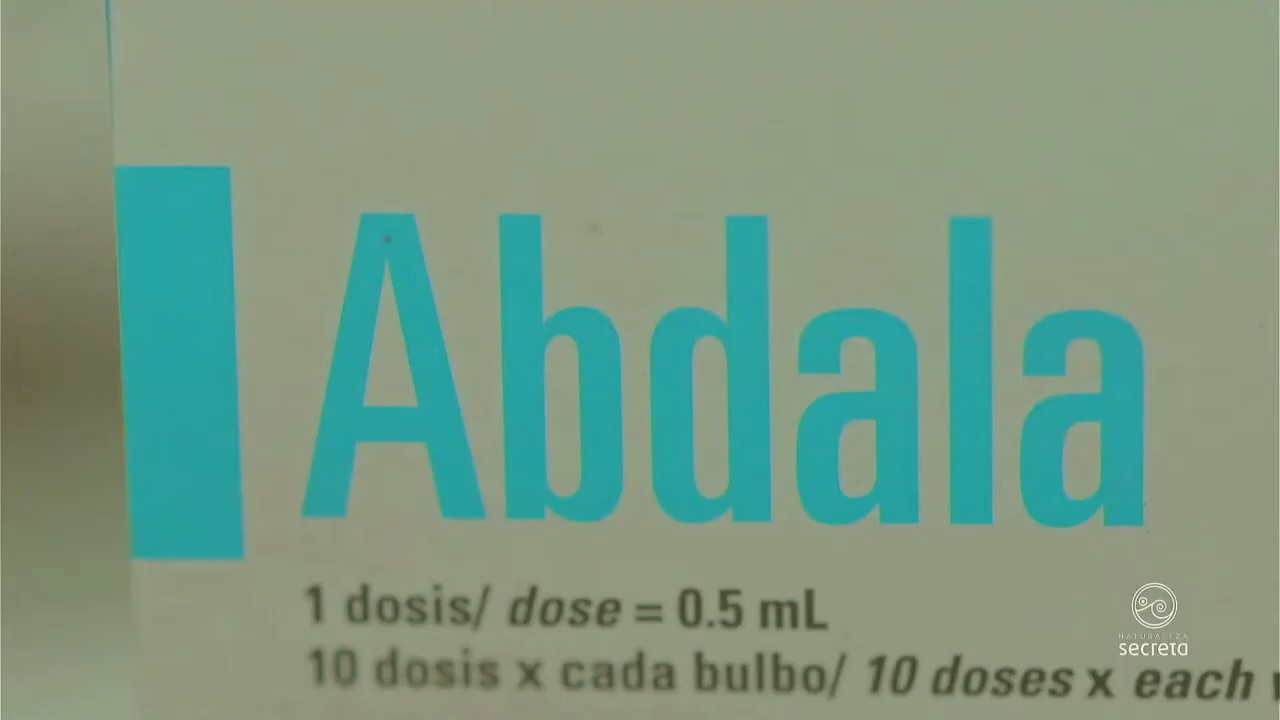 Abdala
1 dosis/ dose = 0.5 mL
10 dosis x cada bulbo/ 10 doses x each
NATURALEZA
secreta